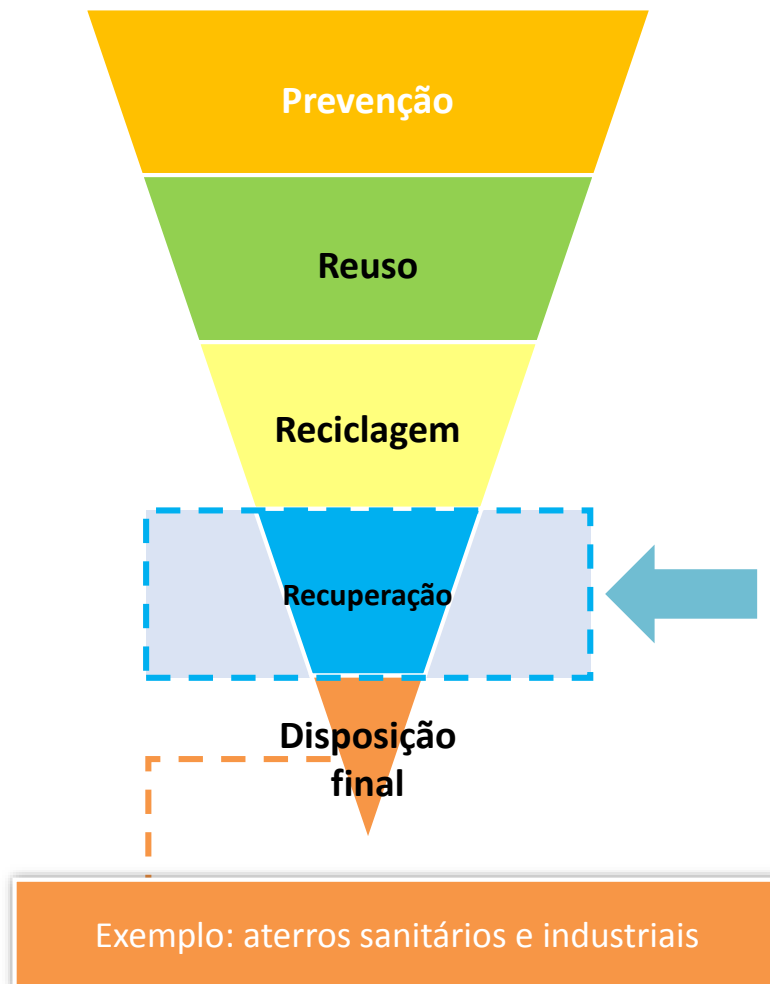 Prevenção
Reuso
Reciclagem
Recuperação
Disposição
final
Exemplo: aterros sanitários e industriais